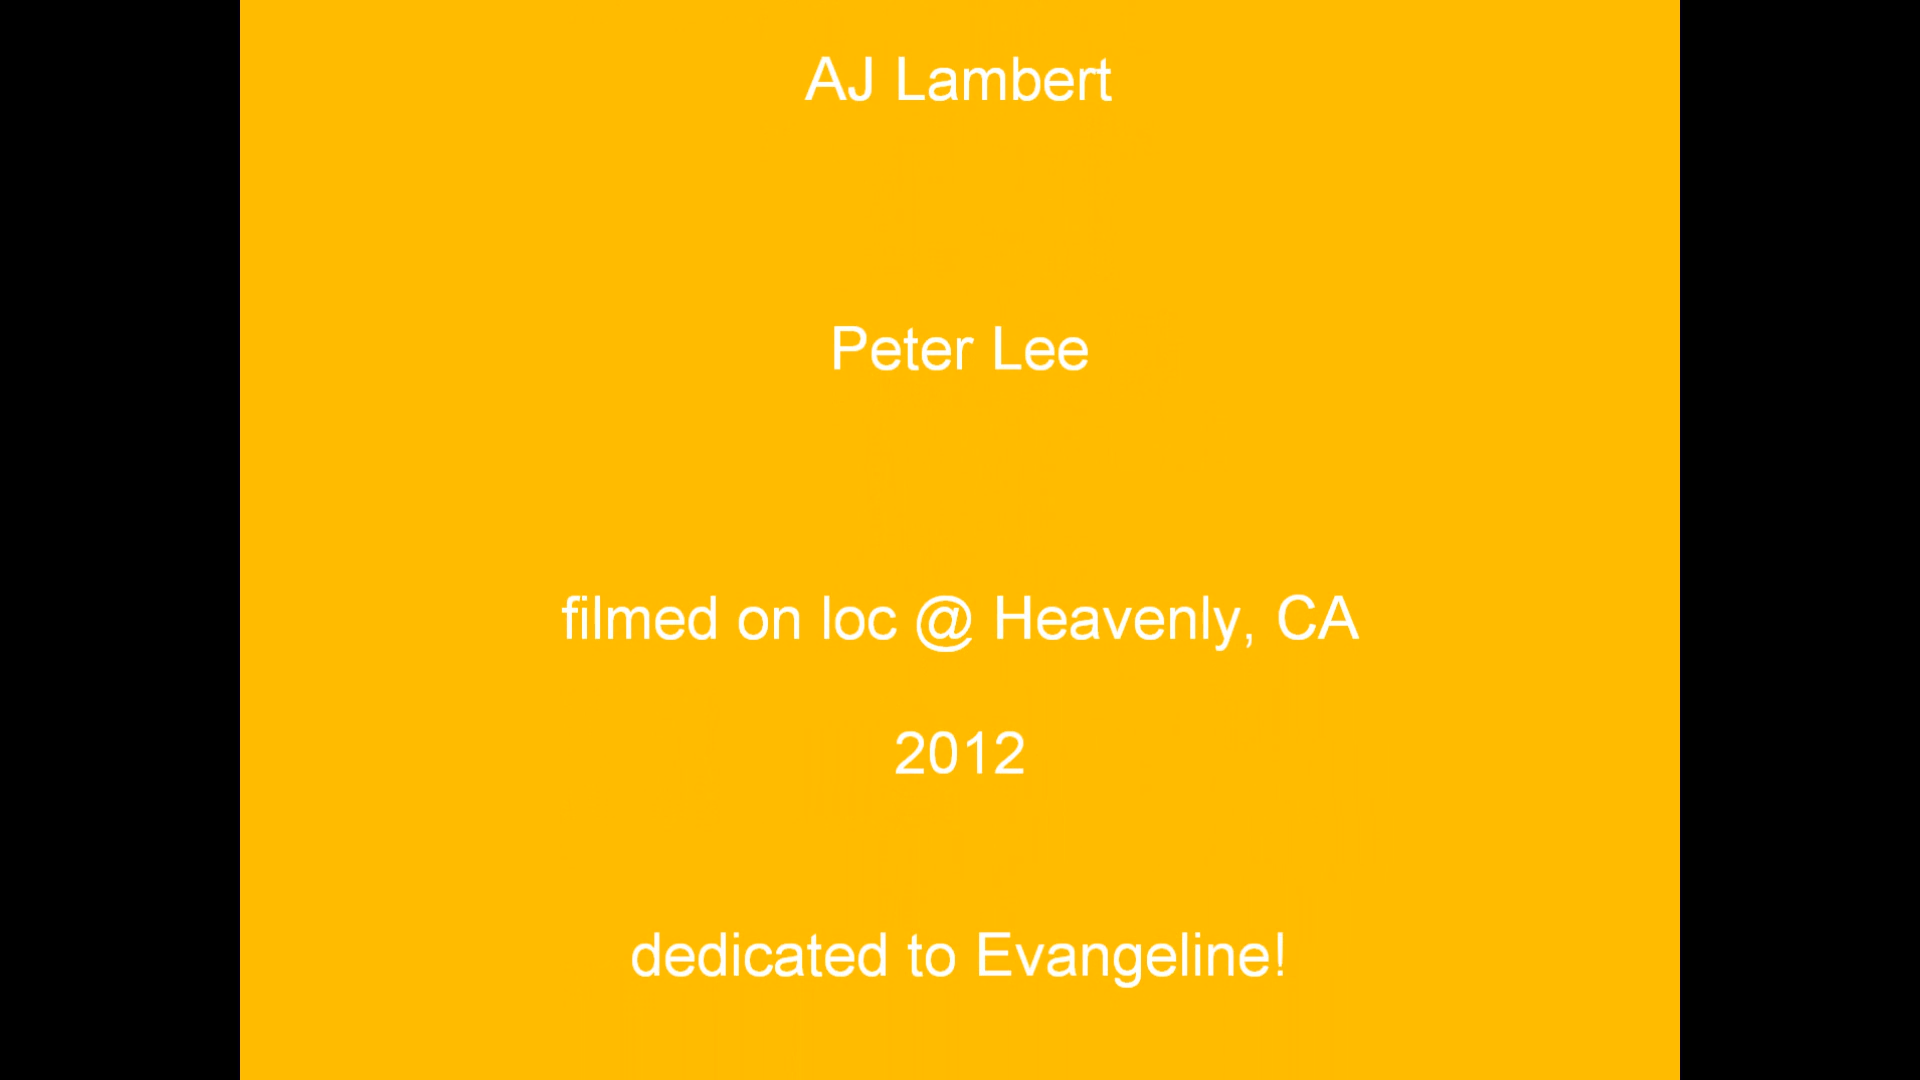 AJ Lambert
Peter Lee
filmed on loc @ Heavenly, CA
2012
dedicated to Evangeline!